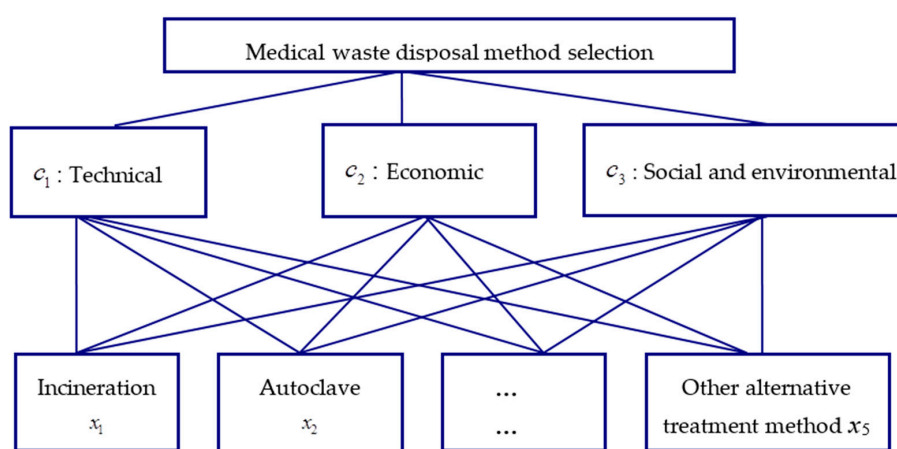 Medical waste disposal method selection
c₁ : Technical
c₂ : Economic
c₃ : Social and environmental
Incineration
x₁
Autoclave
x₂
...
...
Other alternative
treatment method x₅